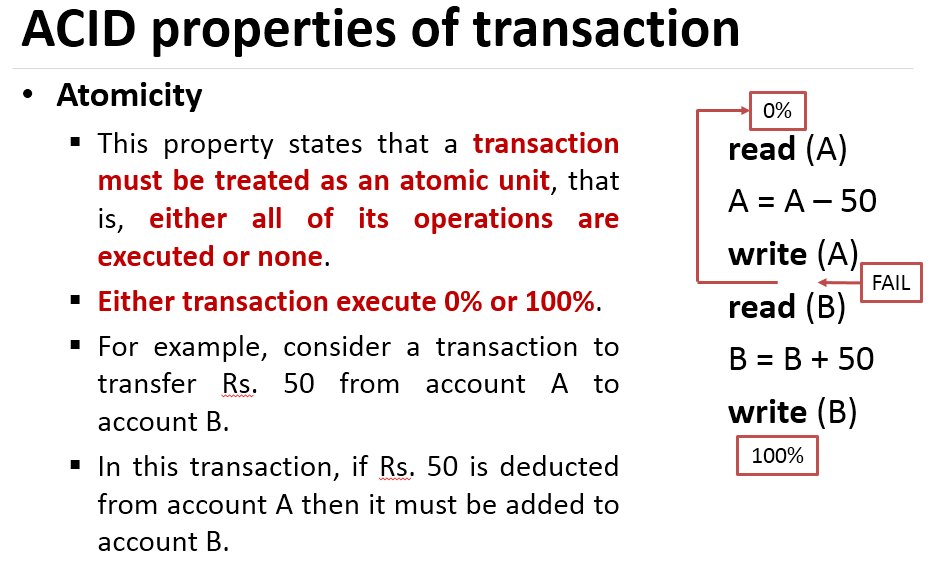 ACID properties of transaction
• Atomicity
▪ This property states that a transaction
must be treated as an atomic unit, that
is, either all of its operations are
executed or none.
▪ Either transaction execute 0% or 100%.
▪ For example, consider a transaction to
transfer Rs. 50 from account A to
account B.
▪ In this transaction, if Rs. 50 is deducted
from account A then it must be added to
account B.
0%
read (A)
A = A – 50
write (A)
FAIL
read (B)
B = B + 50
write (B)
100%